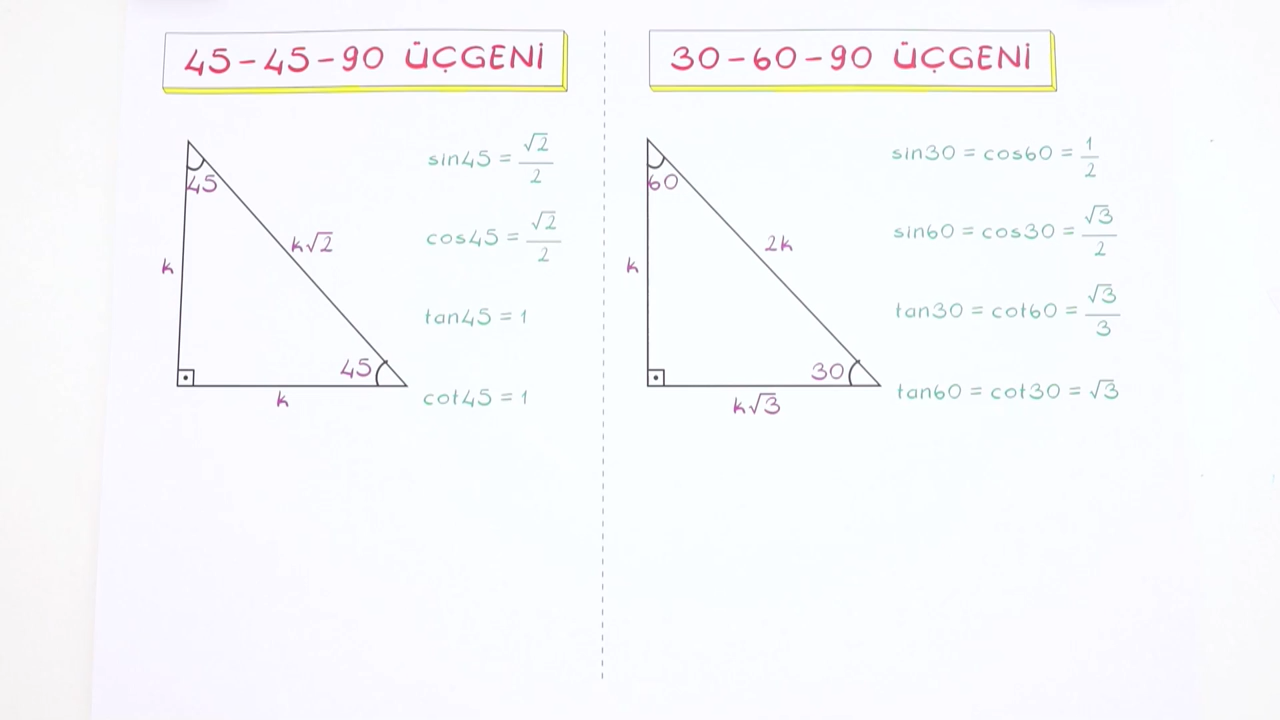 45-45-90 ÜÇGENİ
45
k√2
k
45
k
sin45 = √2/2
cos45 = √2/2
tan45 = 1
cot45 = 1
30-60-90 ÜÇGENİ
60
2k
k
30
k√3
sin30 = cos60 = 1/2
sin60 = cos30 = √3/2
tan30 = cot60 = √3/3
tan60 = cot30 = √3